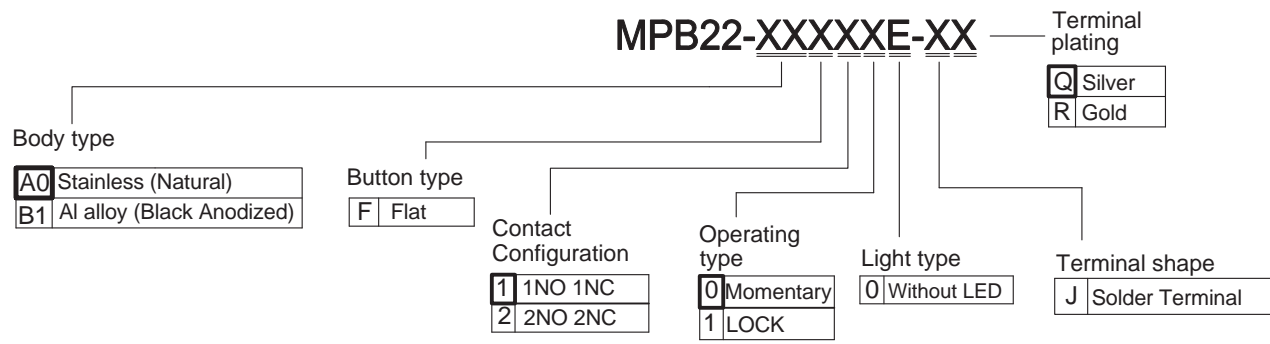 MPB22-XXXXXE-XX
Terminal
plating
Q Silver
R Gold
Body type
A0 Stainless (Natural)
B1 Al alloy (Black Anodized)
Button type
F Flat
Contact
Configuration
1 1NO 1NC
2 2NO 2NC
Operating
type
0 Momentary
1 LOCK
Light type
0 Without LED
Terminal shape
J Solder Terminal